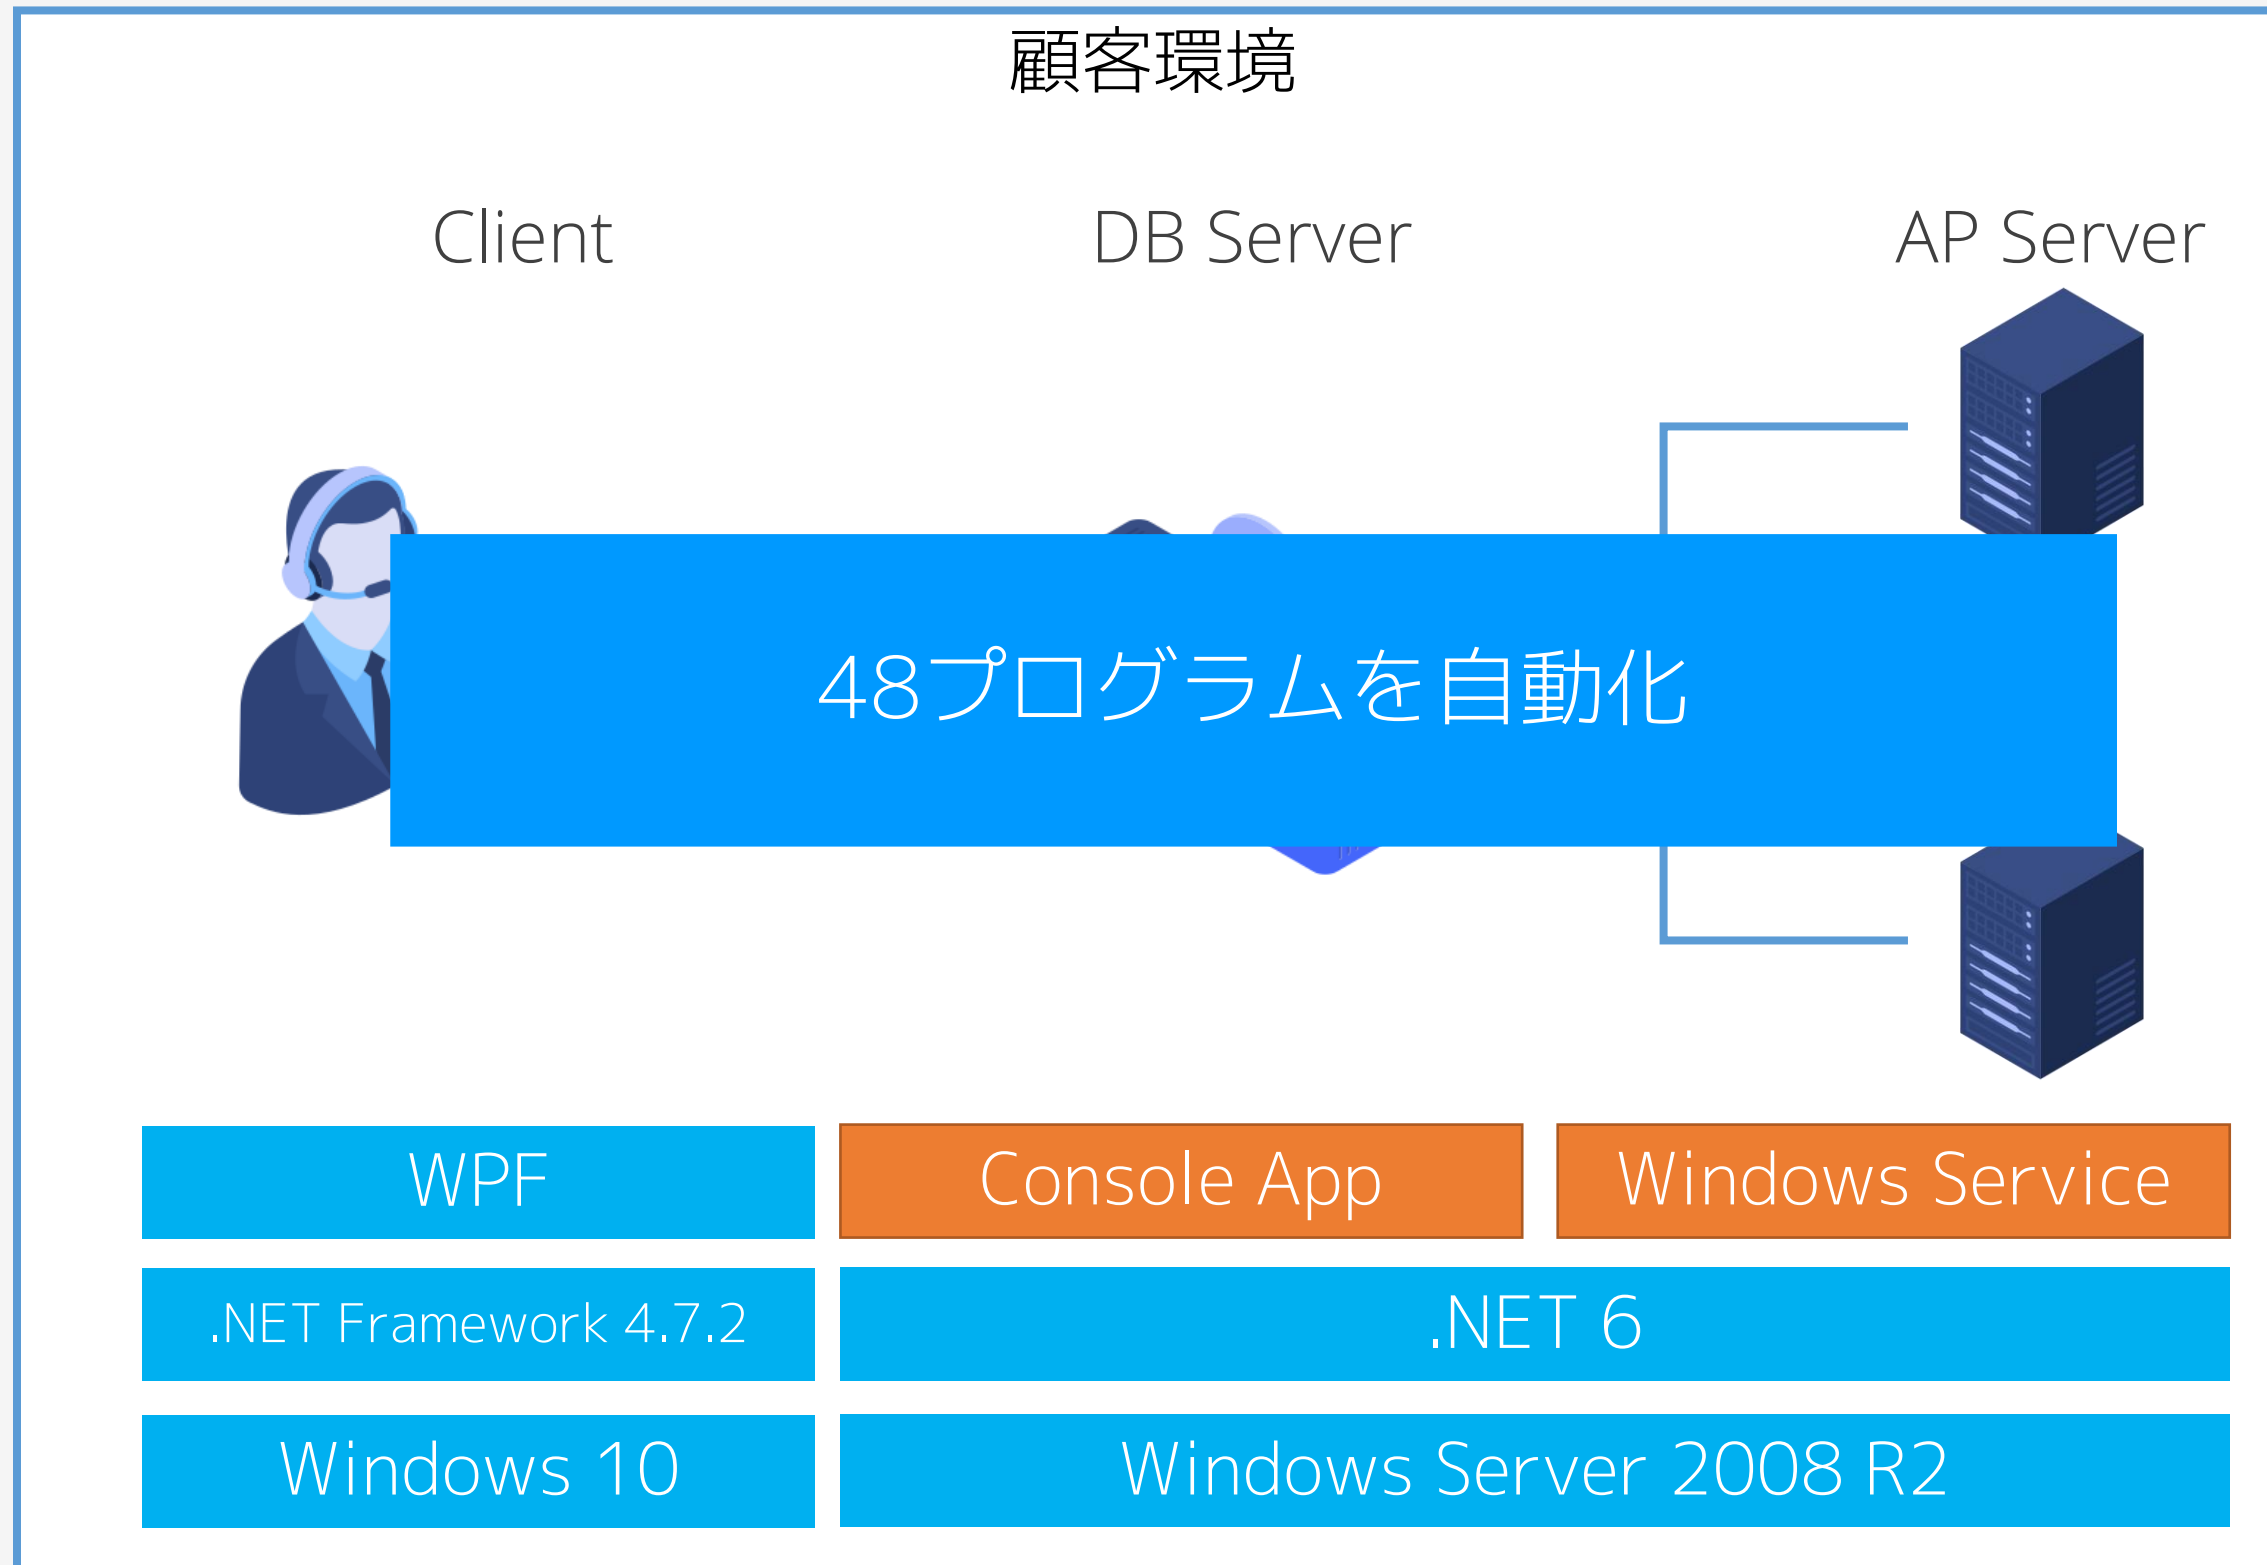 顧客環境
Client
DB Server
AP Server
48プログラムを自動化
WPF
Console App
Windows Service
.NET Framework 4.7.2
.NET 6
Windows 10
Windows Server 2008 R2